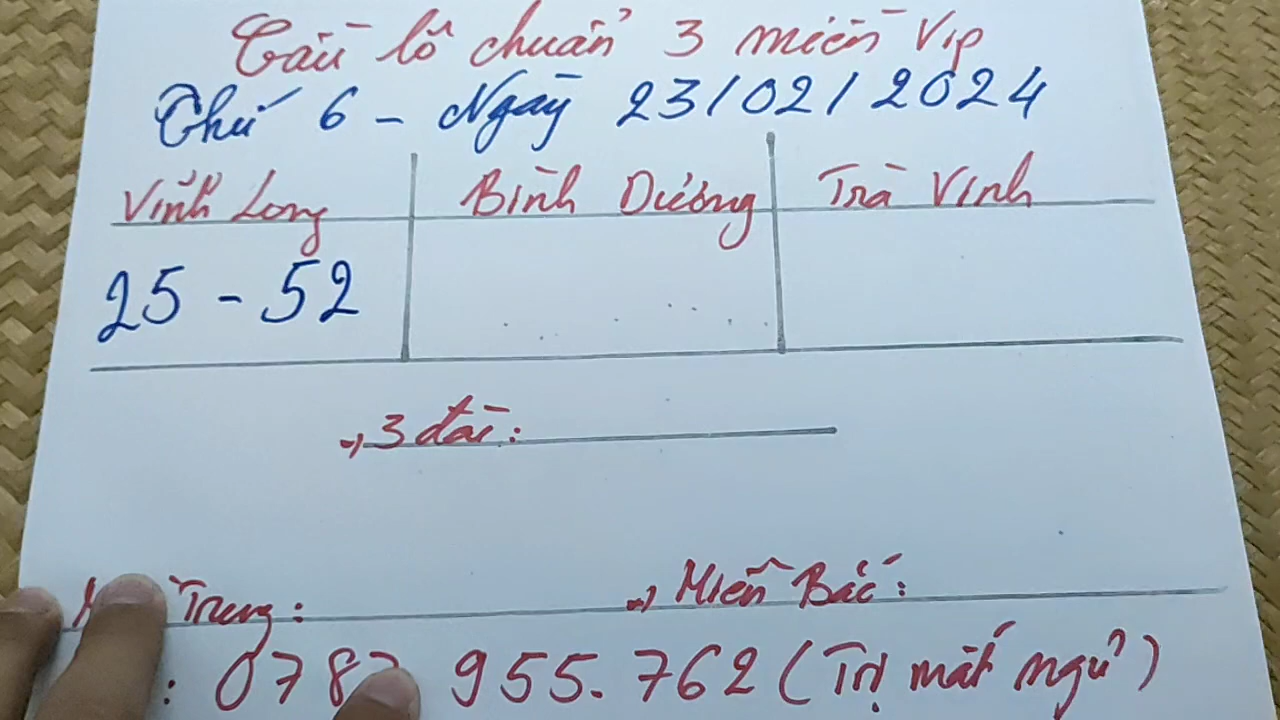 Cầu lô chuẩn 3 miền Vip
Thứ 6 - Ngày 23/02/2024
Vĩnh Long Bình Dương Trà Vinh
25 - 52
→ 3 đài:
Trung: → Miền Bắc:
: 078 955.762 (Trị mất ngủ)